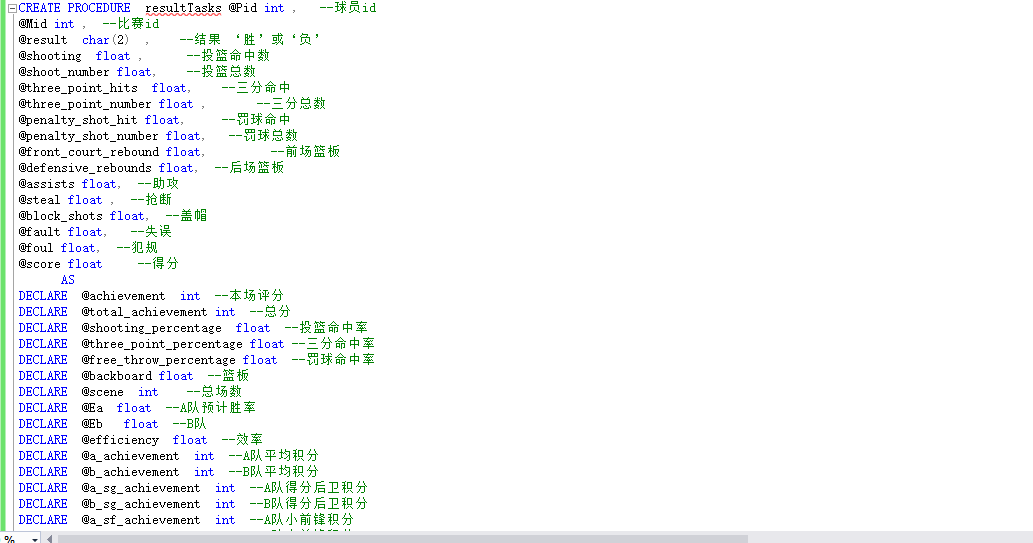 CREATE PROCEDURE  resultTasks @Pid int ,   --球员id
@Mid int ,  --比赛id
@result  char(2)  ,    --结果 ‘胜’或‘负’
@shooting  float ,      --投篮命中数
@shoot_number float,    --投篮总数
@three_point_hits  float,    --三分命中
@three_point_number float ,       --三分总数
@penalty_shot_hit float,     --罚球命中
@penalty_shot_number float,   --罚球总数
@front_court_rebound float,         --前场篮板
@defensive_rebounds float,  --后场篮板
@assists float,  --助攻
@steal float ,  --抢断
@block_shots float,  --盖帽
@fault float,   --失误
@foul float,  --犯规
@score float     --得分
AS
DECLARE  @achievement  int  --本场评分
DECLARE  @total_achievement int  --总分
DECLARE  @shooting_percentage  float  --投篮命中率
DECLARE  @three_point_percentage float --三分命中率
DECLARE  @free_throw_percentage float  --罚球命中率
DECLARE  @backboard float  --篮板
DECLARE  @scene  int    --总场数
DECLARE  @Ea  float  --A队预计胜率
DECLARE  @Eb   float  --B队
DECLARE  @efficiency  float  --效率
DECLARE  @a_achievement  int  --A队平均积分
DECLARE  @b_achievement  int  --B队平均积分
DECLARE  @a_sg_achievement  int  --A队得分后卫积分
DECLARE  @b_sg_achievement  int  --B队得分后卫积分
DECLARE  @a_sf_achievement  int  --A队小前锋积分
%